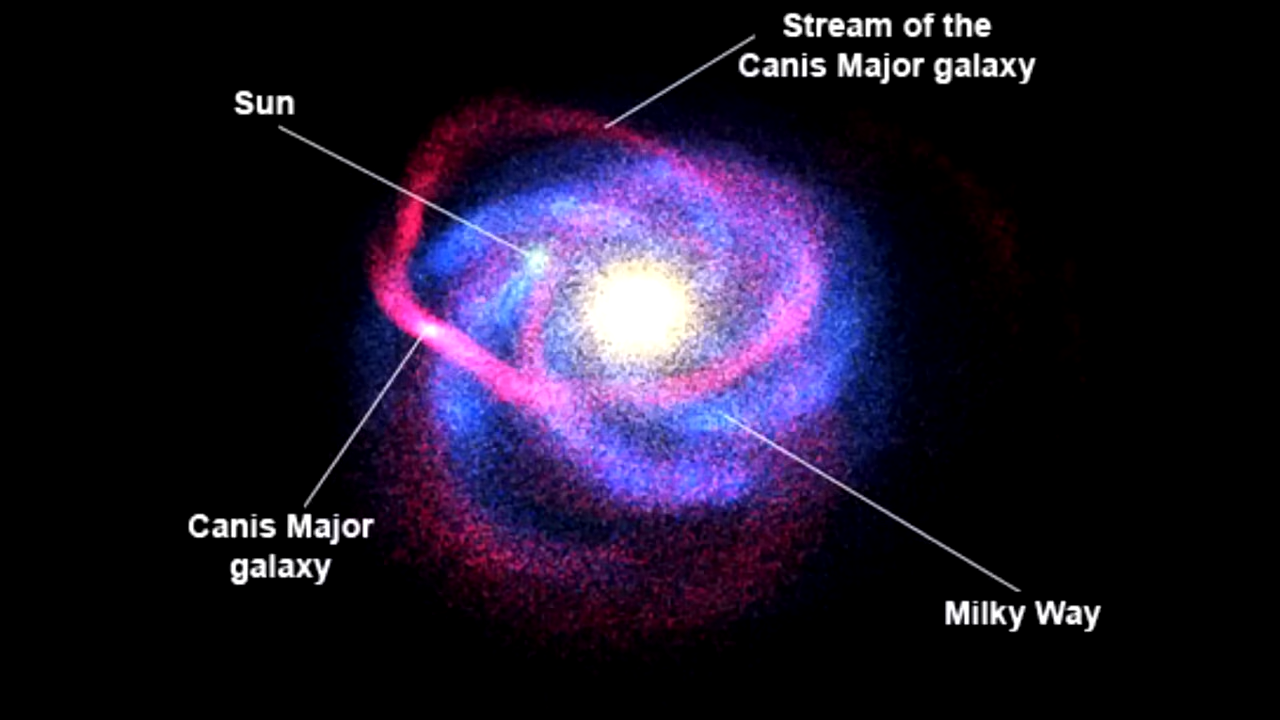 Stream of the
Canis Major galaxy
Sun
Canis Major
galaxy
Milky Way